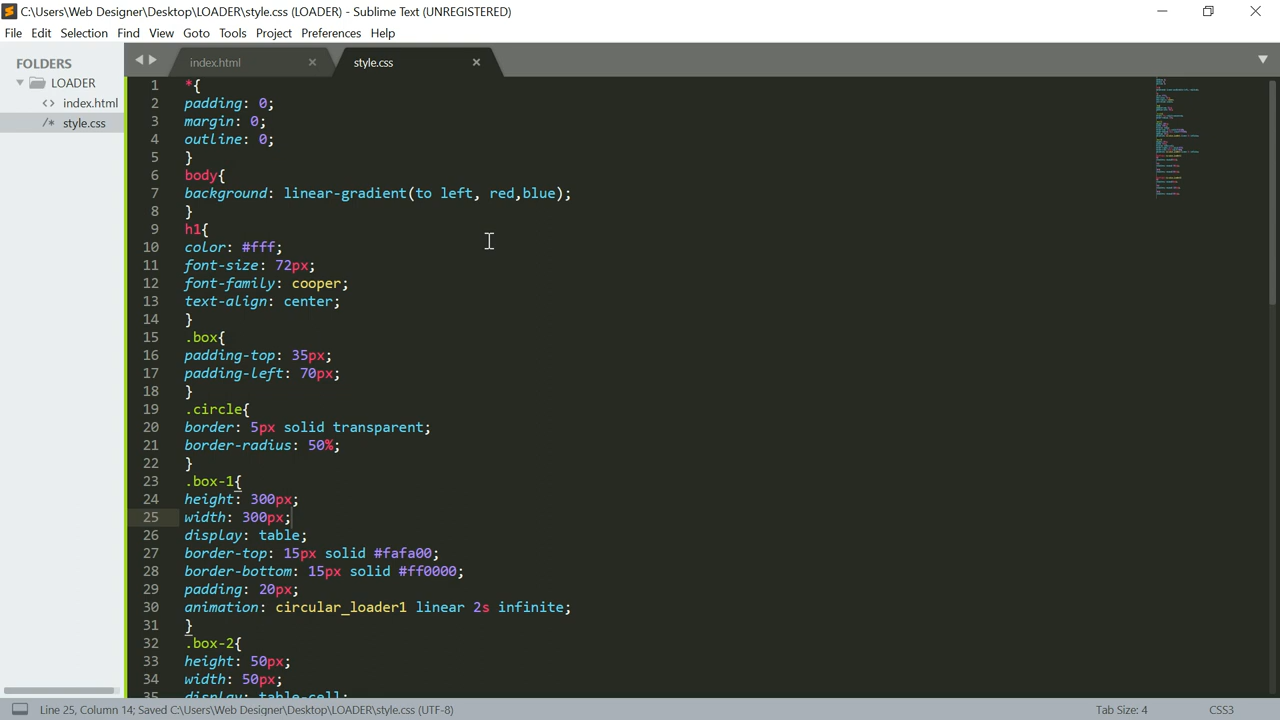 C:\Users\Web Designer\Desktop\LOADER\style.css (LOADER) - Sublime Text (UNREGISTERED)
File Edit Selection Find View Goto Tools Project Preferences Help
FOLDERS
LOADER
<> index.html
/* style.css
index.html
style.css
1 *{
2 padding: 0;
3 margin: 0;
4 outline: 0;
5 }
6 body{
7 background: linear-gradient(to left, red,blue);
8 }
9 h1{
10 color: #fff;
11 font-size: 72px;
12 font-family: cooper;
13 text-align: center;
14 }
15 .box{
16 padding-top: 35px;
17 padding-left: 70px;
18 }
19 .circle{
20 border: 5px solid transparent;
21 border-radius: 50%;
22 }
23 .box-1{
24 height: 300px;
25 width: 300px;
26 display: table;
27 border-top: 15px solid #fafa00;
28 border-bottom: 15px solid #ff0000;
29 padding: 20px;
30 animation: circular_loader1 linear 2s infinite;
31 }
32 .box-2{
33 height: 50px;
34 width: 50px;
35 display: table-cell;
Line 25, Column 14; Saved C:\Users\Web Designer\Desktop\LOADER\style.css (UTF-8)
Tab Size: 4
CSS3